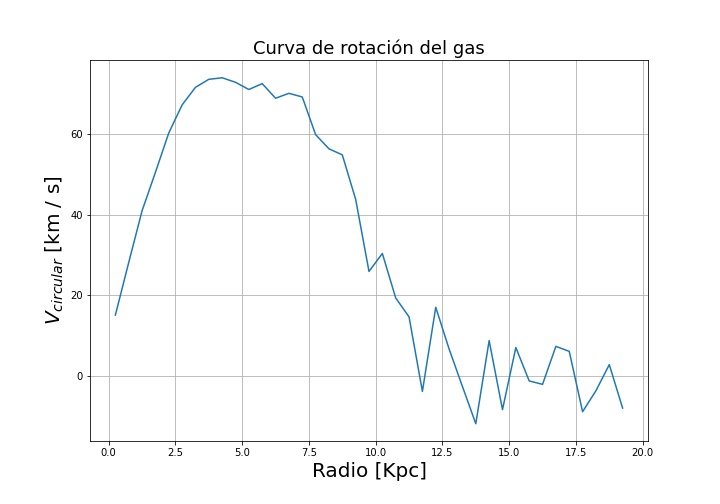 Curva de rotación del gas
V_circular [km / s]
60
40
20
0
0.0 2.5 5.0 7.5 10.0 12.5 15.0 17.5 20.0
Radio [Kpc]